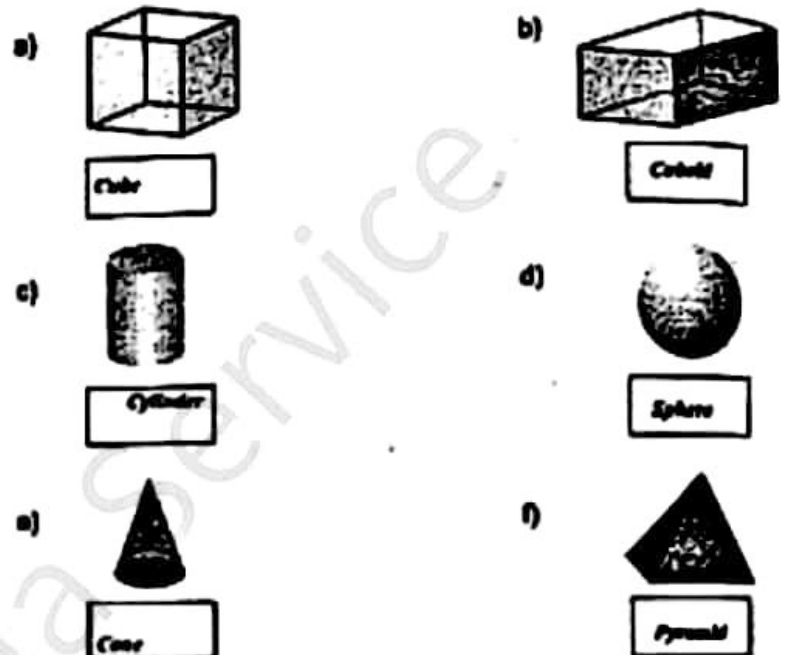 a)
b)
Cube
Cuboid
c)
d)
Cylinder
Sphere
e)
f)
Cone
Pyramid
a Service